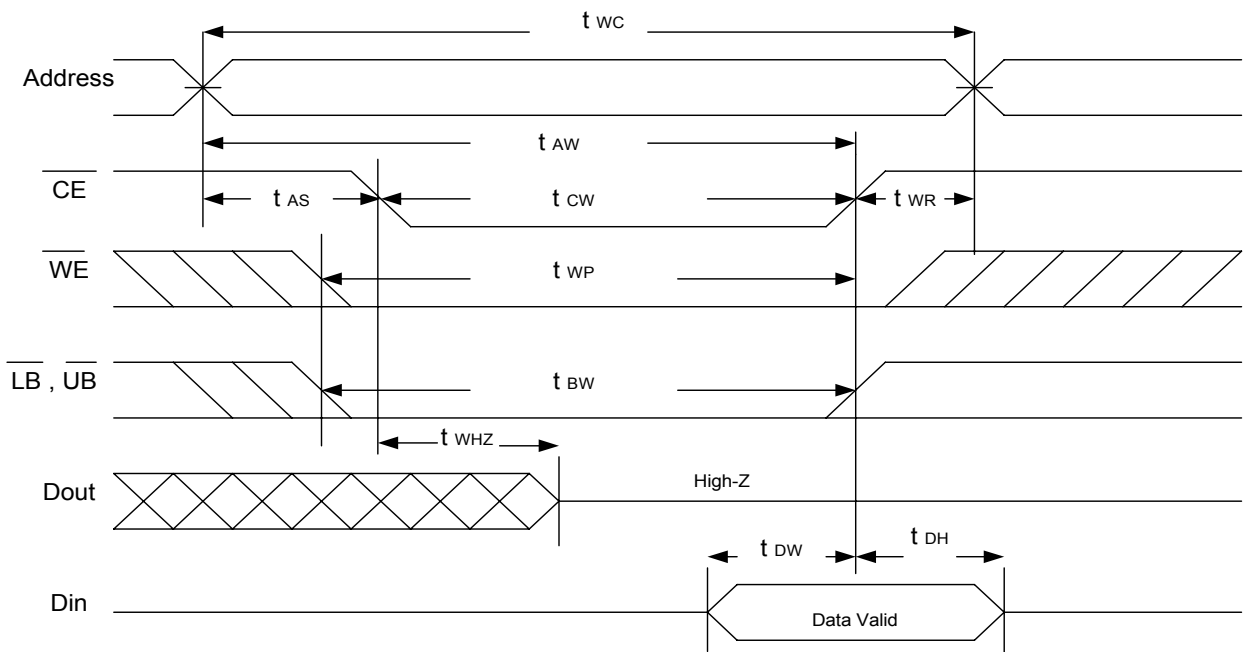 t WC
Address
t AW
CE
t AS
t CW
t WR
WE
t WP
LB , UB
t BW
t WHZ
Dout
High-Z
t DW
t DH
Din
Data Valid